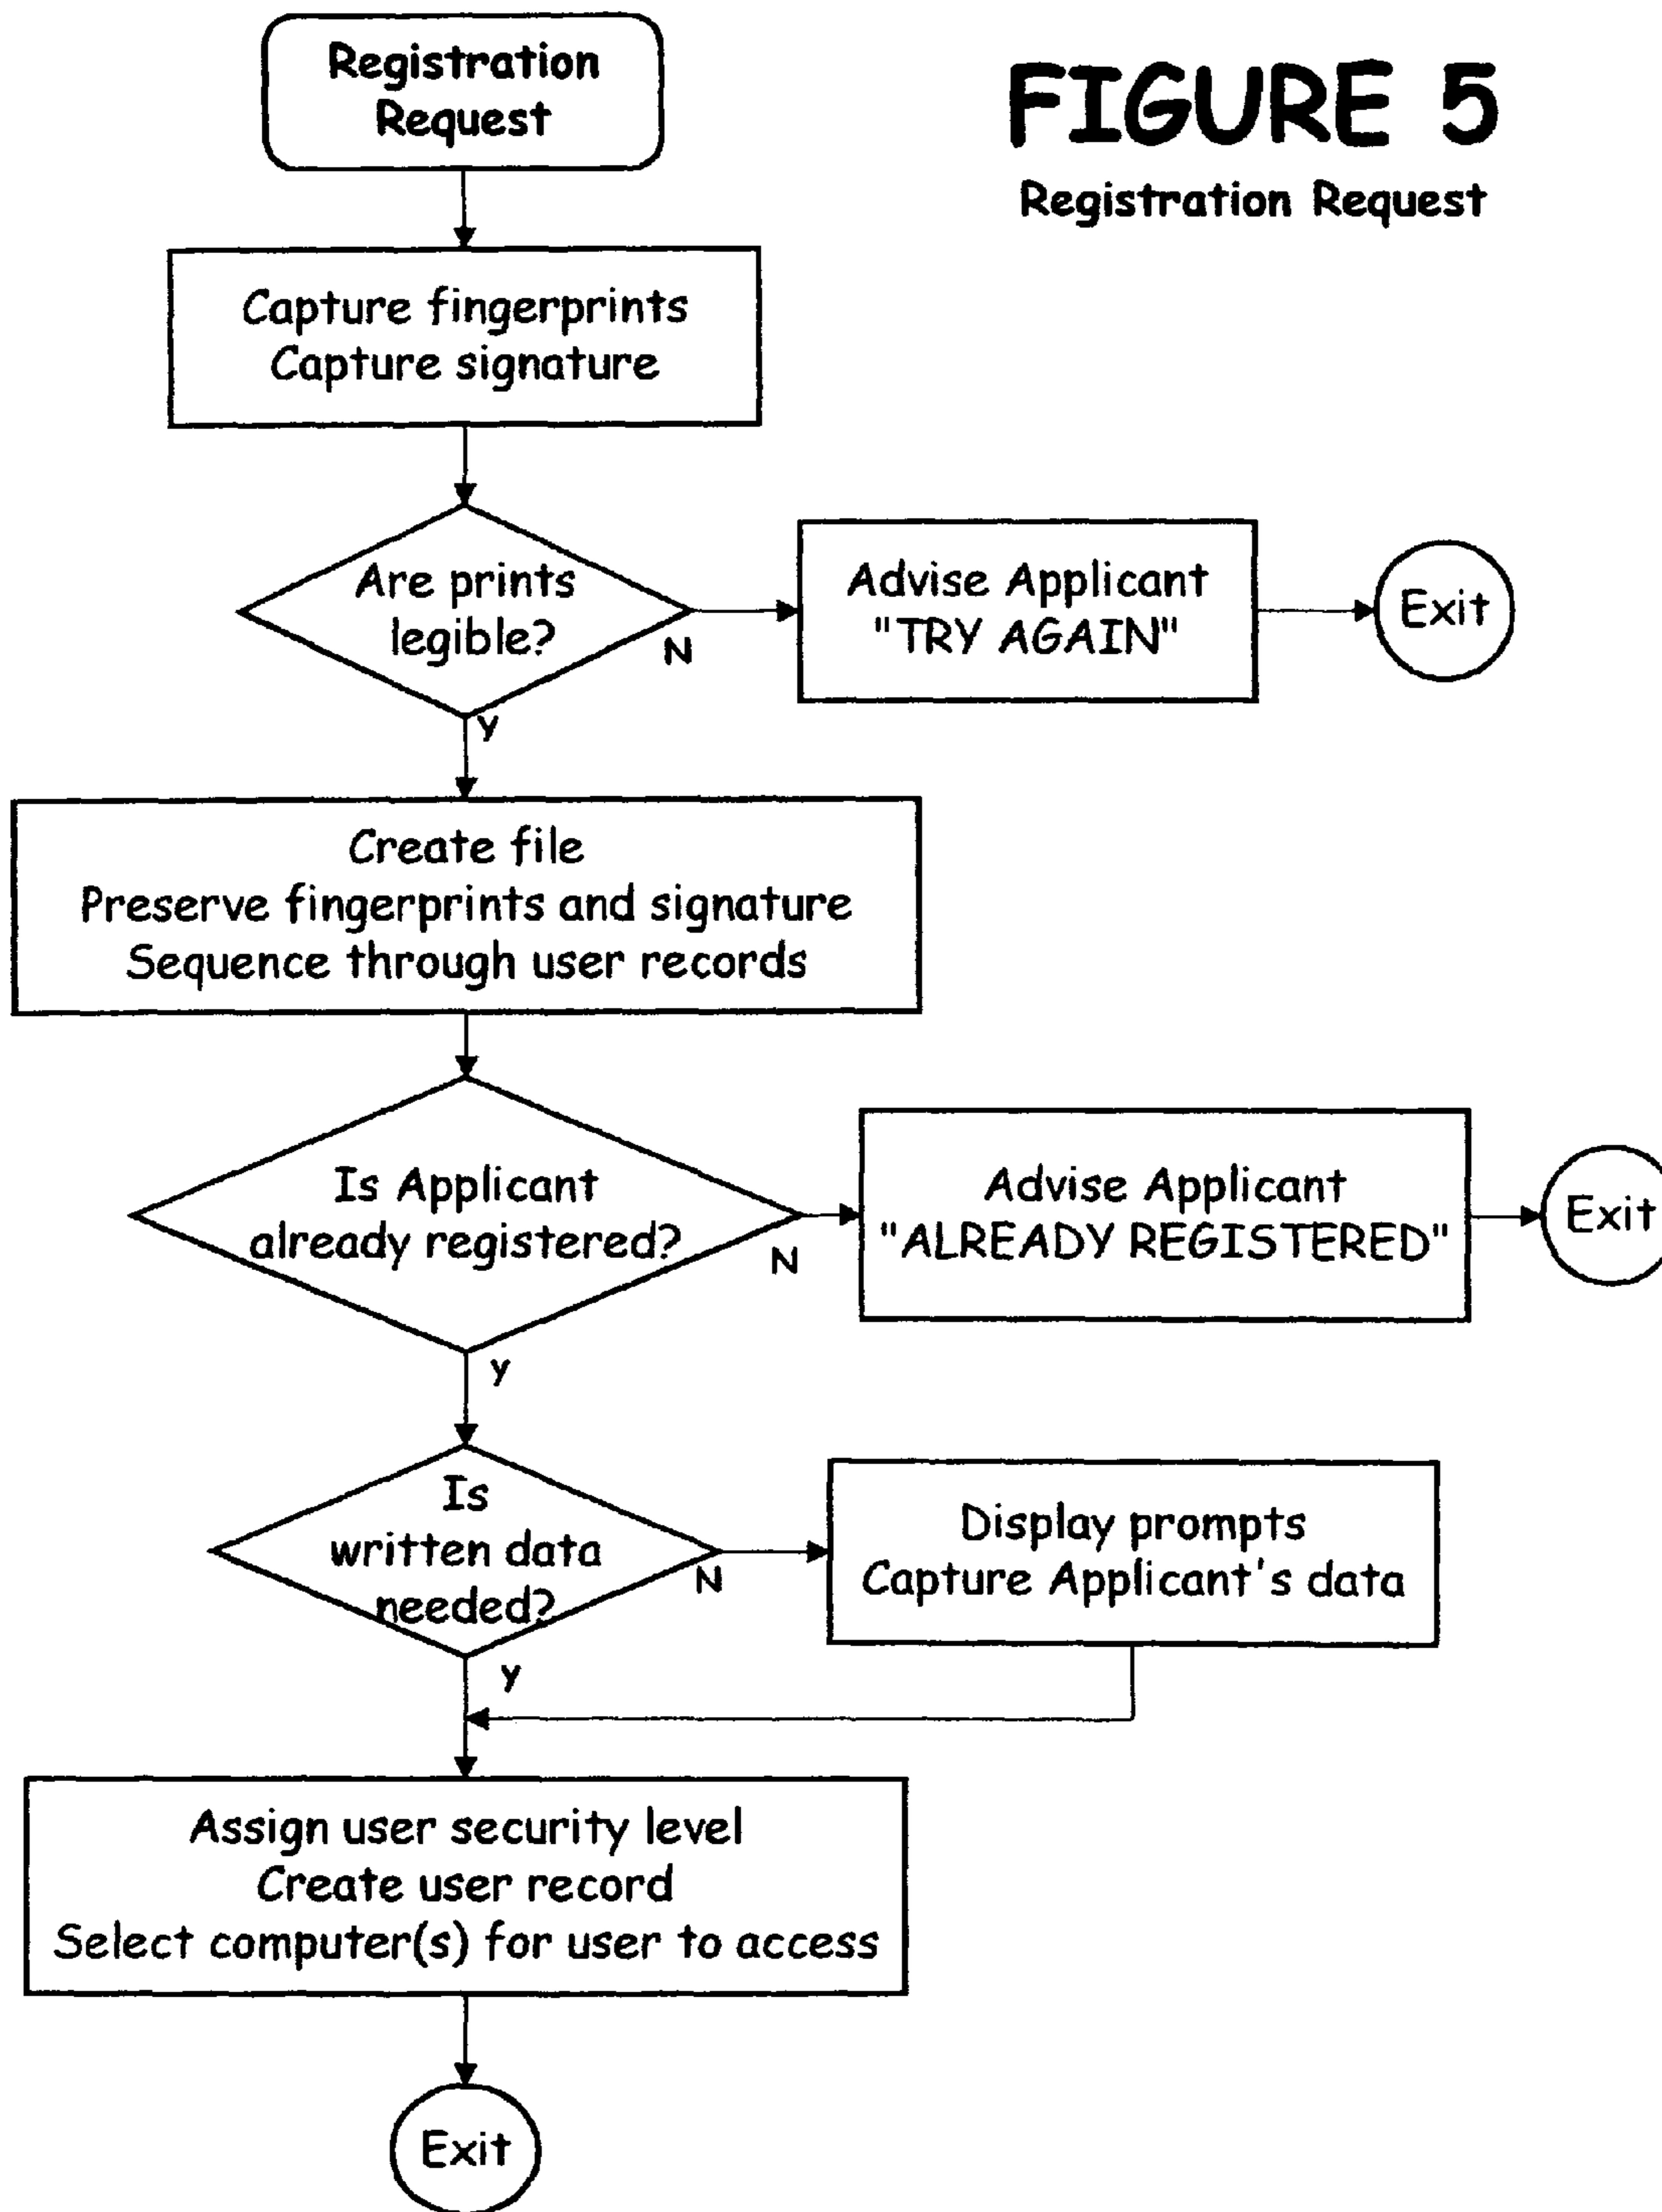 Registration
Request
FIGURE 5
Registration Request
Capture fingerprints
Capture signature
Are prints
legible?
N
Y
Advise Applicant
"TRY AGAIN"
Exit
Create file
Preserve fingerprints and signature
Sequence through user records
Is Applicant
already registered?
N
Y
Advise Applicant
"ALREADY REGISTERED"
Exit
Is
written data
needed?
N
Y
Display prompts
Capture Applicant's data
Assign user security level
Create user record
Select computer(s) for user to access
Exit